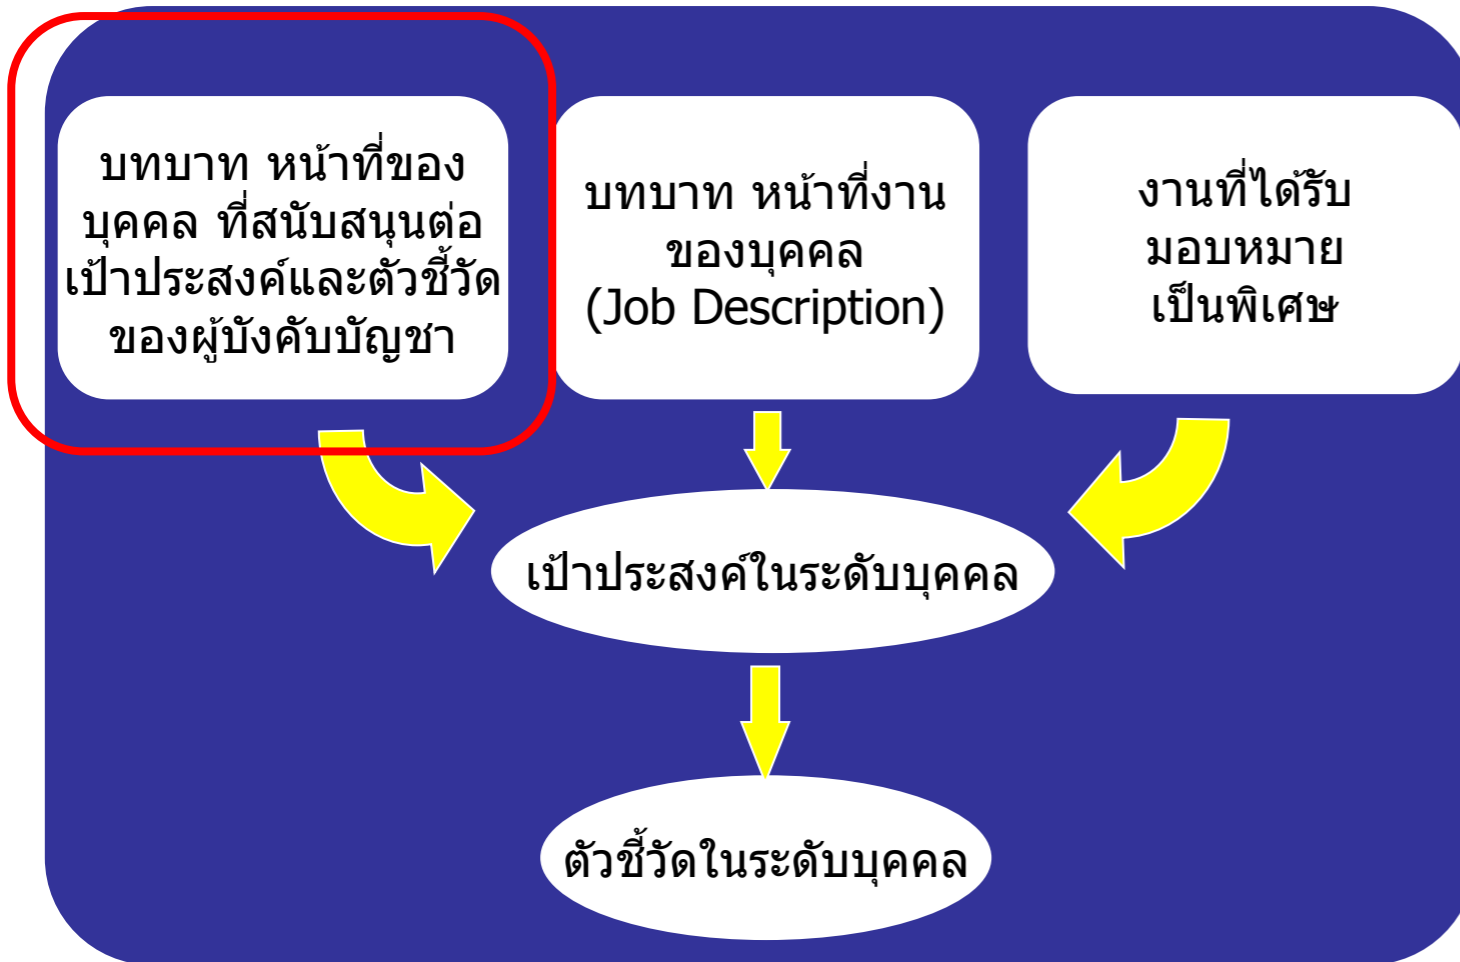 บทบาท หน้าที่ของ
บุคคล ที่สนับสนุนต่อ
เป้าประสงค์และตัวชี้วัด
ของผู้บังคับบัญชา
บทบาท หน้าที่งาน
ของบุคคล
(Job Description)
งานที่ได้รับ
มอบหมาย
เป็นพิเศษ
เป้าประสงค์ในระดับบุคคล
ตัวชี้วัดในระดับบุคคล